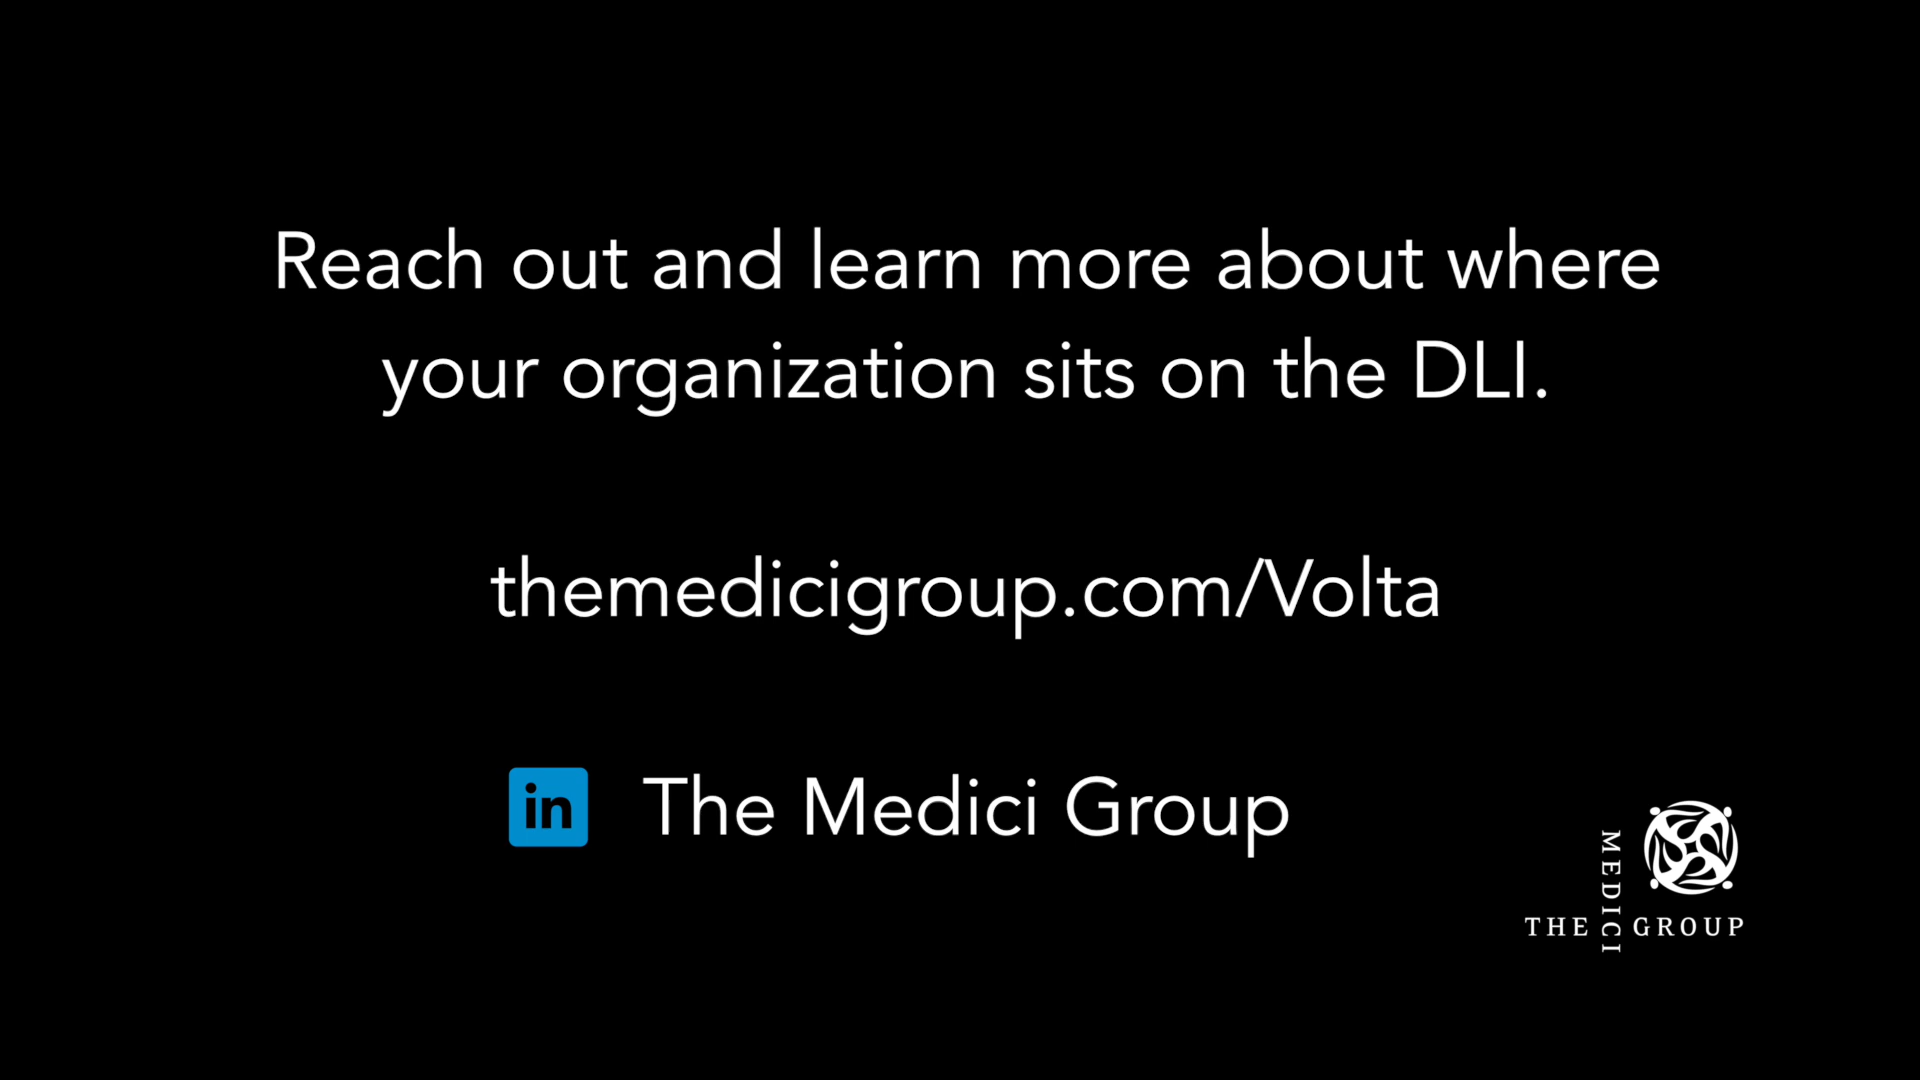 Reach out and learn more about where
your organization sits on the DLI.
themedicigroup.com/Volta
in The Medici Group
THE MEDICI GROUP